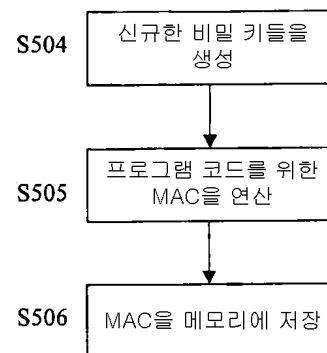 S504
신규한 비밀 키들을
생성
S505
프로그램 코드를 위한
MAC을 연산
S506
MAC을 메모리에 저장